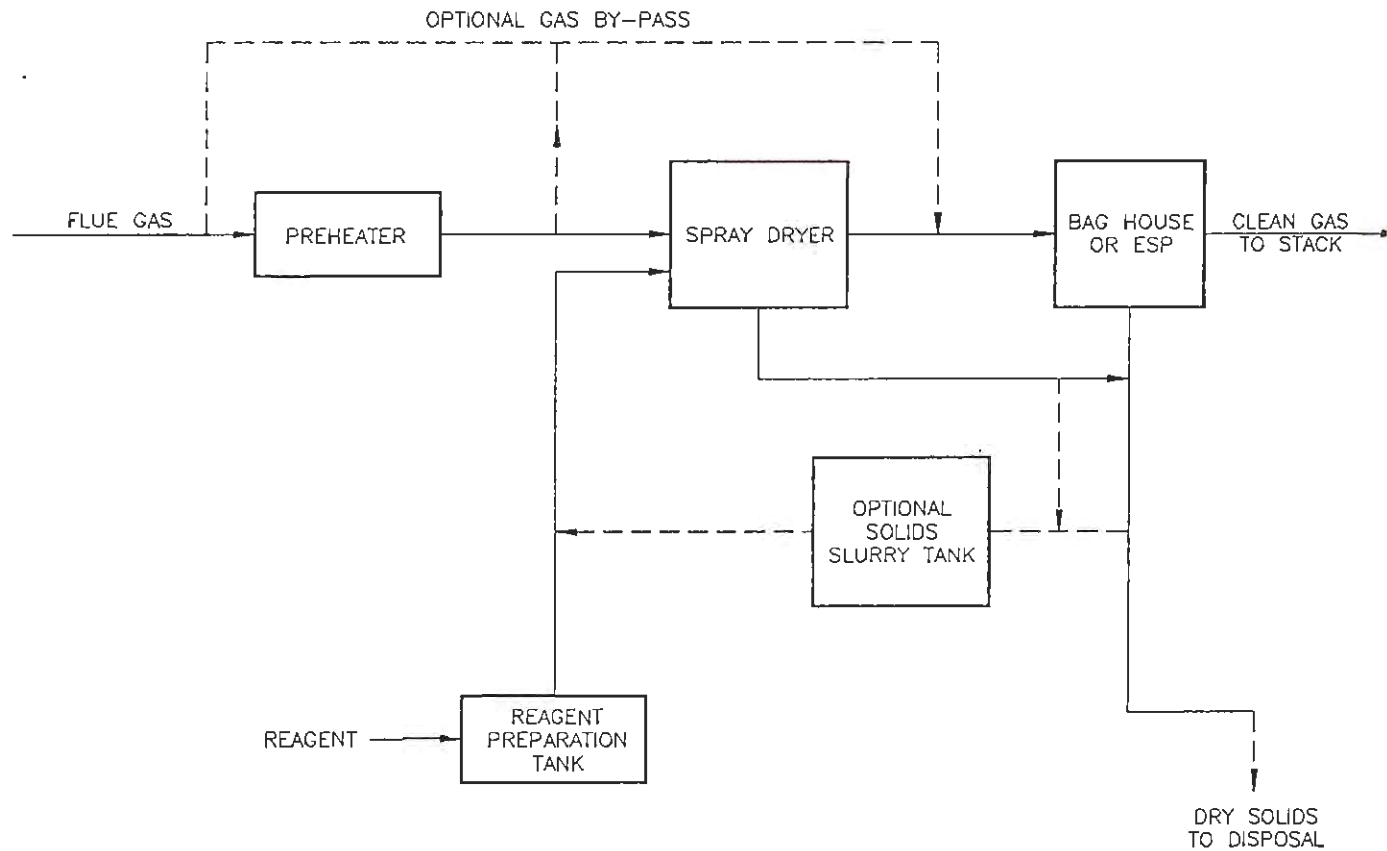 OPTIONAL GAS BY-PASS
FLUE GAS
PREHEATER
SPRAY DRYER
BAG HOUSE
OR ESP
CLEAN GAS
TO STACK
OPTIONAL
SOLIDS
SLURRY TANK
REAGENT
REAGENT
PREPARATION
TANK
DRY SOLIDS
TO DISPOSAL